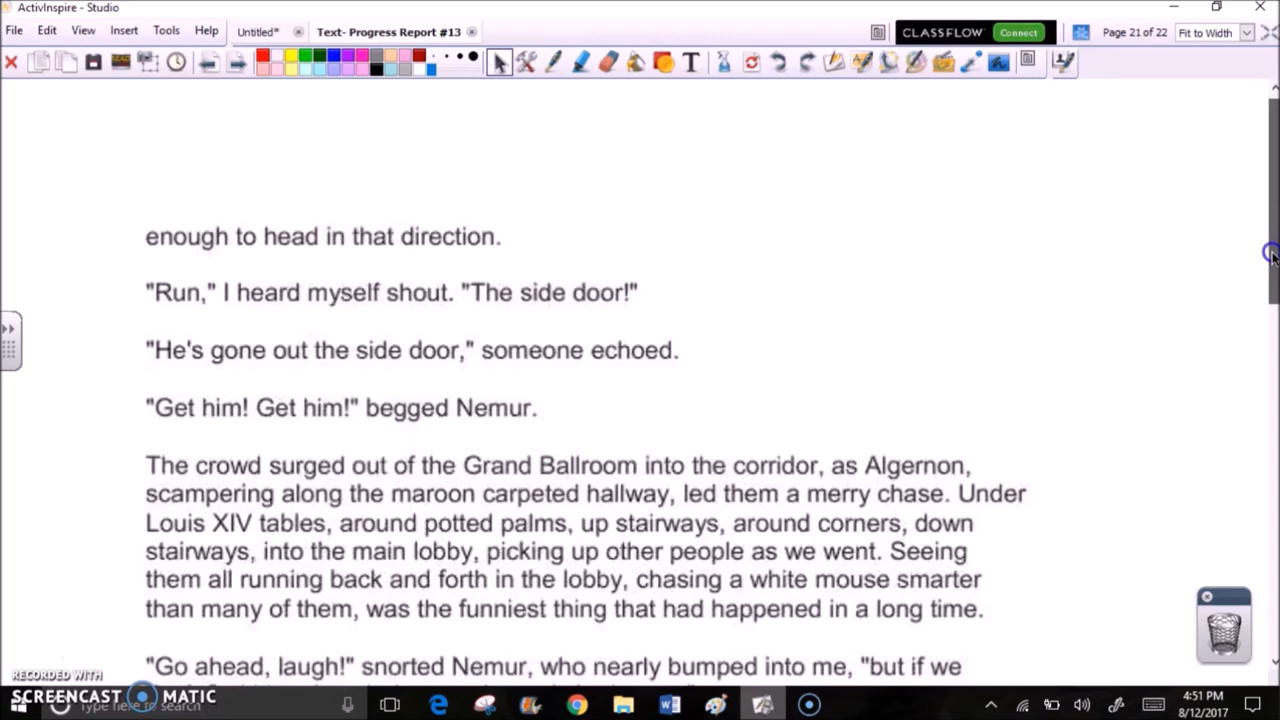 ActivInspire - Studio
File Edit View Insert Tools Help Untitled* Text- Progress Report #13 CLASSFLOW Connect Page 21 of 22 Fit to Width
enough to head in that direction.
"Run," I heard myself shout. "The side door!"
"He's gone out the side door," someone echoed.
"Get him! Get him!" begged Nemur.
The crowd surged out of the Grand Ballroom into the corridor, as Algernon,
scampering along the maroon carpeted hallway, led them a merry chase. Under
Louis XIV tables, around potted palms, up stairways, around corners, down
stairways, into the main lobby, picking up other people as we went. Seeing
them all running back and forth in the lobby, chasing a white mouse smarter
than many of them, was the funniest thing that had happened in a long time.
"Go ahead, laugh!" snorted Nemur, who nearly bumped into me, "but if we
RECORDED WITH
SCREENCAST MATIC
Type here to search
4:51 PM
8/12/2017